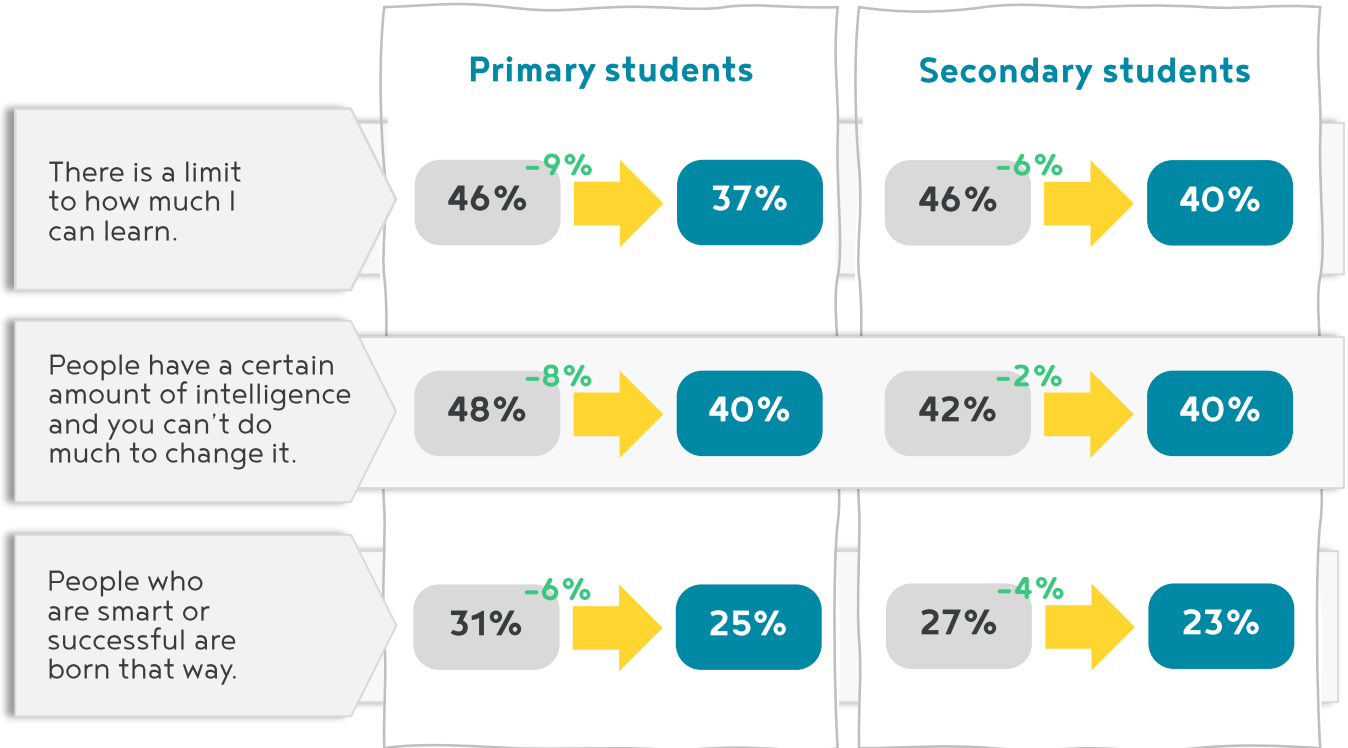 Primary students
Secondary students
There is a limit
to how much I
can learn.
46%
-9%
37%
46%
-6%
40%
People have a certain
amount of intelligence
and you can't do
much to change it.
48%
-8%
40%
42%
-2%
40%
People who
are smart or
successful are
born that way.
31%
-6%
25%
27%
-4%
23%